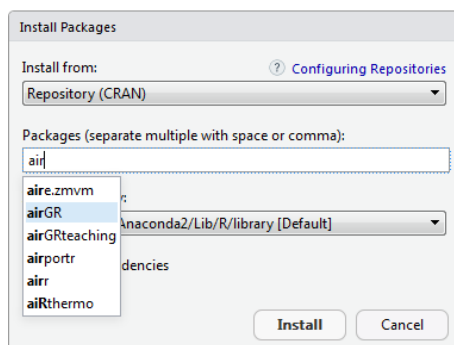 Install Packages
Install from:
? Configuring Repositories
Repository (CRAN)
Packages (separate multiple with space or comma):
air
aire.zmvm
airGR
airGRteaching
airportr
airr
aiRthermo
Anaconda2/Lib/R/library [Default]
dencies
Install
Cancel